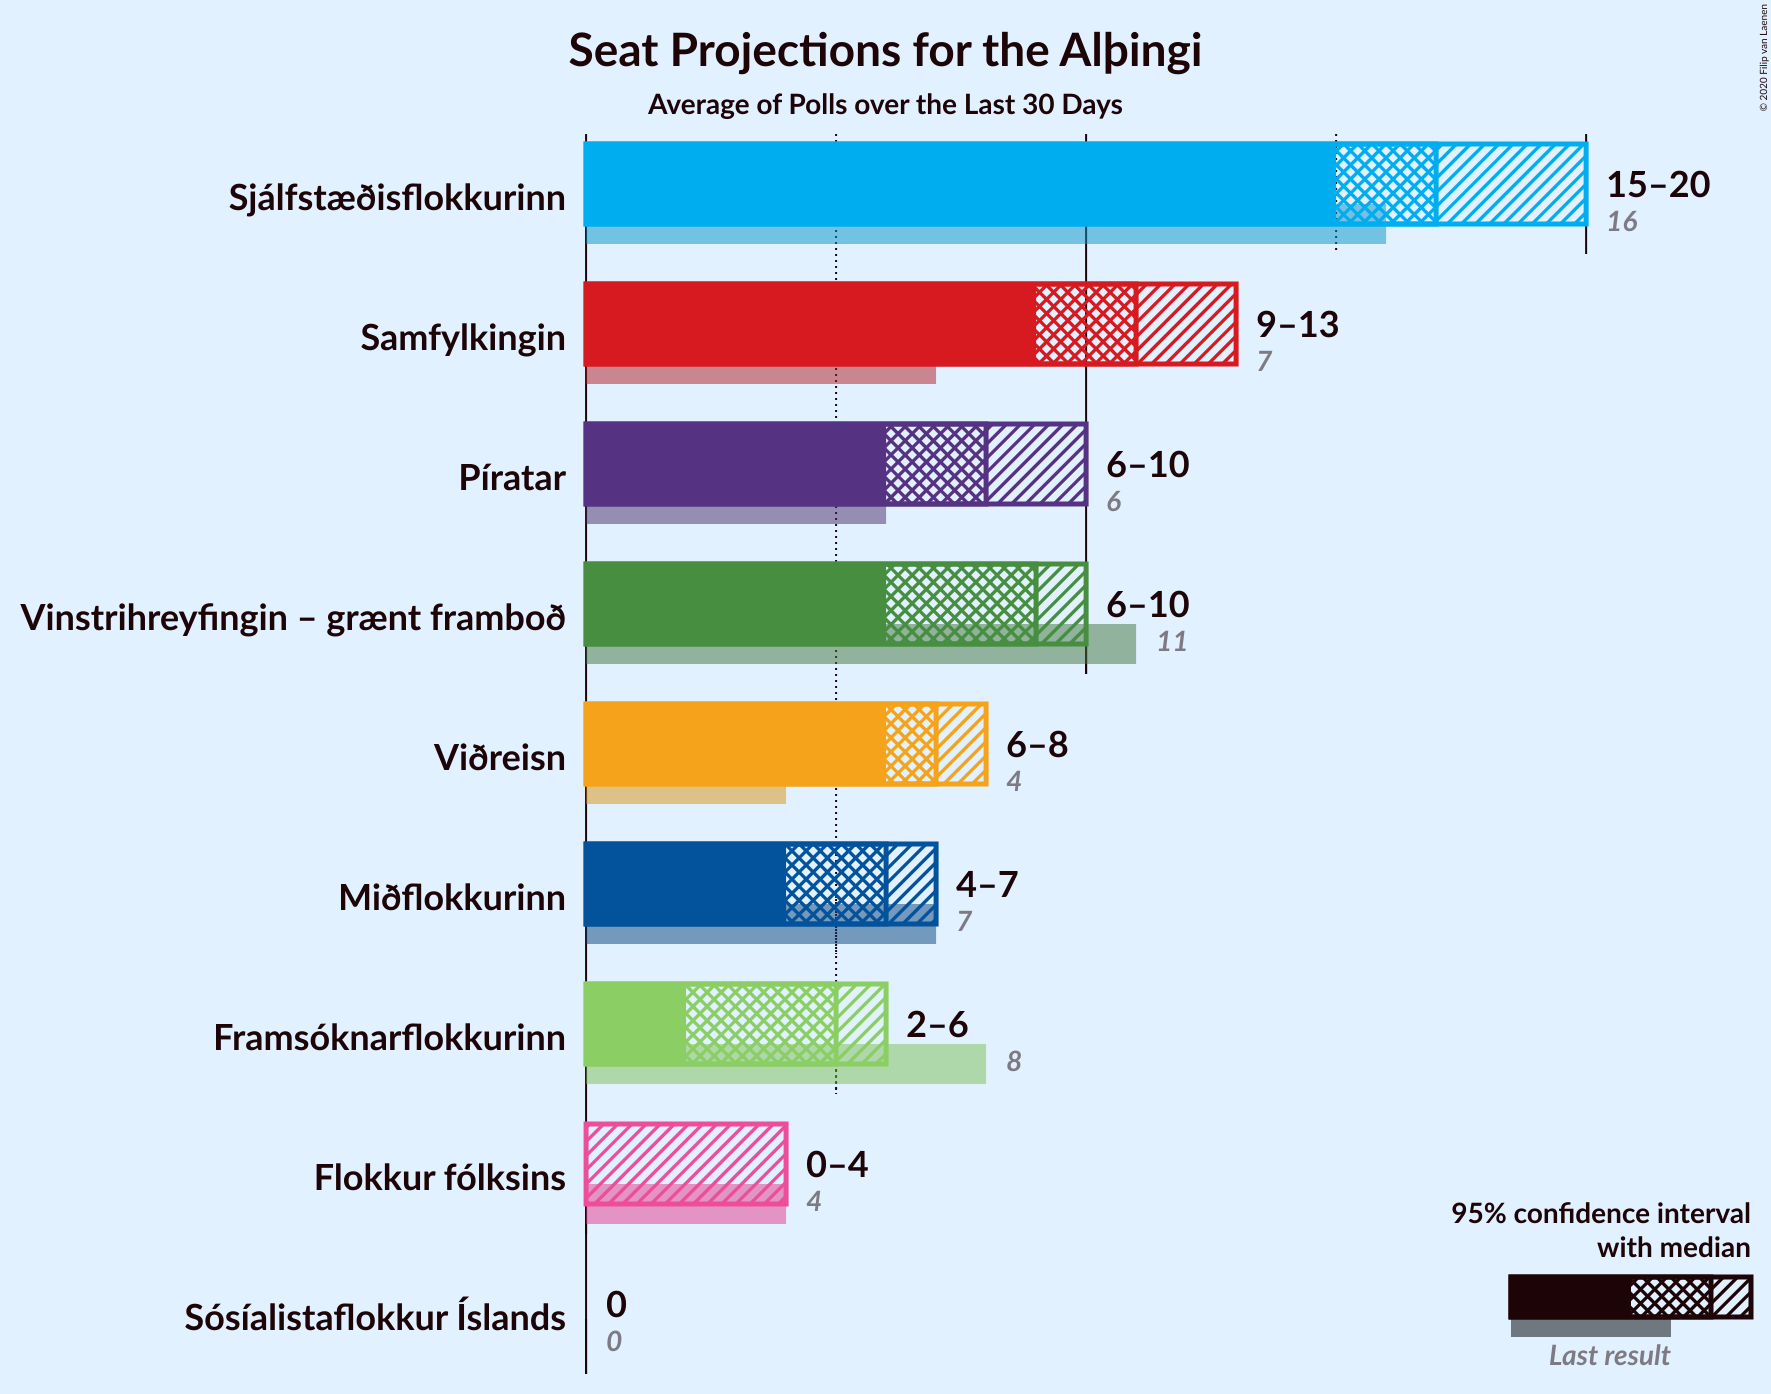 Seat Projections for the Alþingi
Average of Polls over the Last 30 Days
© 2020 Filip van Laenen
Sjálfstæðisflokkurinn
15–20
16
Samfylkingin
9–13
7
Píratar
6–10
6
Vinstrihreyfingin – grænt framboð
6–10
11
Viðreisn
6–8
4
Miðflokkurinn
4–7
7
Framsóknarflokkurinn
2–6
8
Flokkur fólksins
0–4
4
Sósíalistaflokkur Íslands
0
0
95% confidence interval
with median
Last result